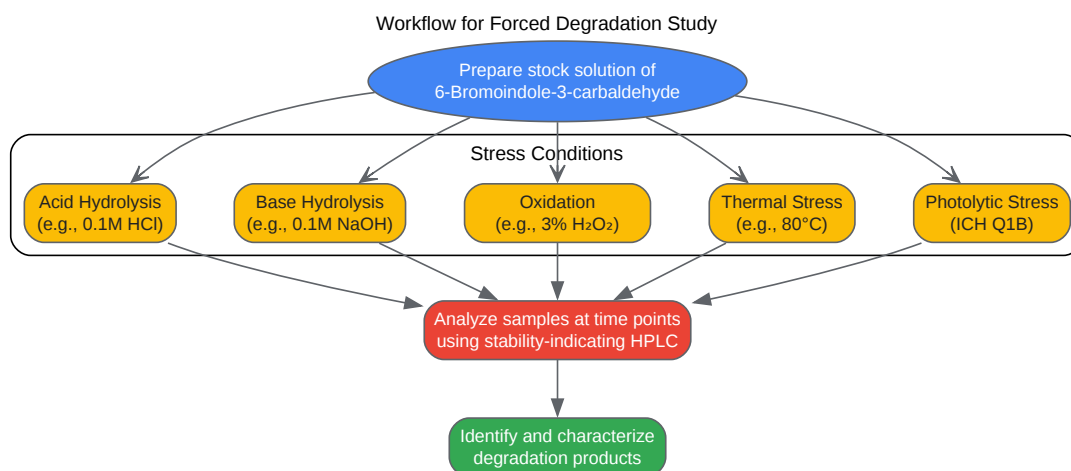 Workflow for Forced Degradation Study
Prepare stock solution of
6-Bromoindole-3-carbaldehyde
Stress Conditions
Acid Hydrolysis
(e.g., 0.1M HCl)
Base Hydrolysis
(e.g., 0.1M NaOH)
Oxidation
(e.g., 3% H₂O₂)
Thermal Stress
(e.g., 80°C)
Photolytic Stress
(ICH Q1B)
Analyze samples at time points
using stability-indicating HPLC
Identify and characterize
degradation products